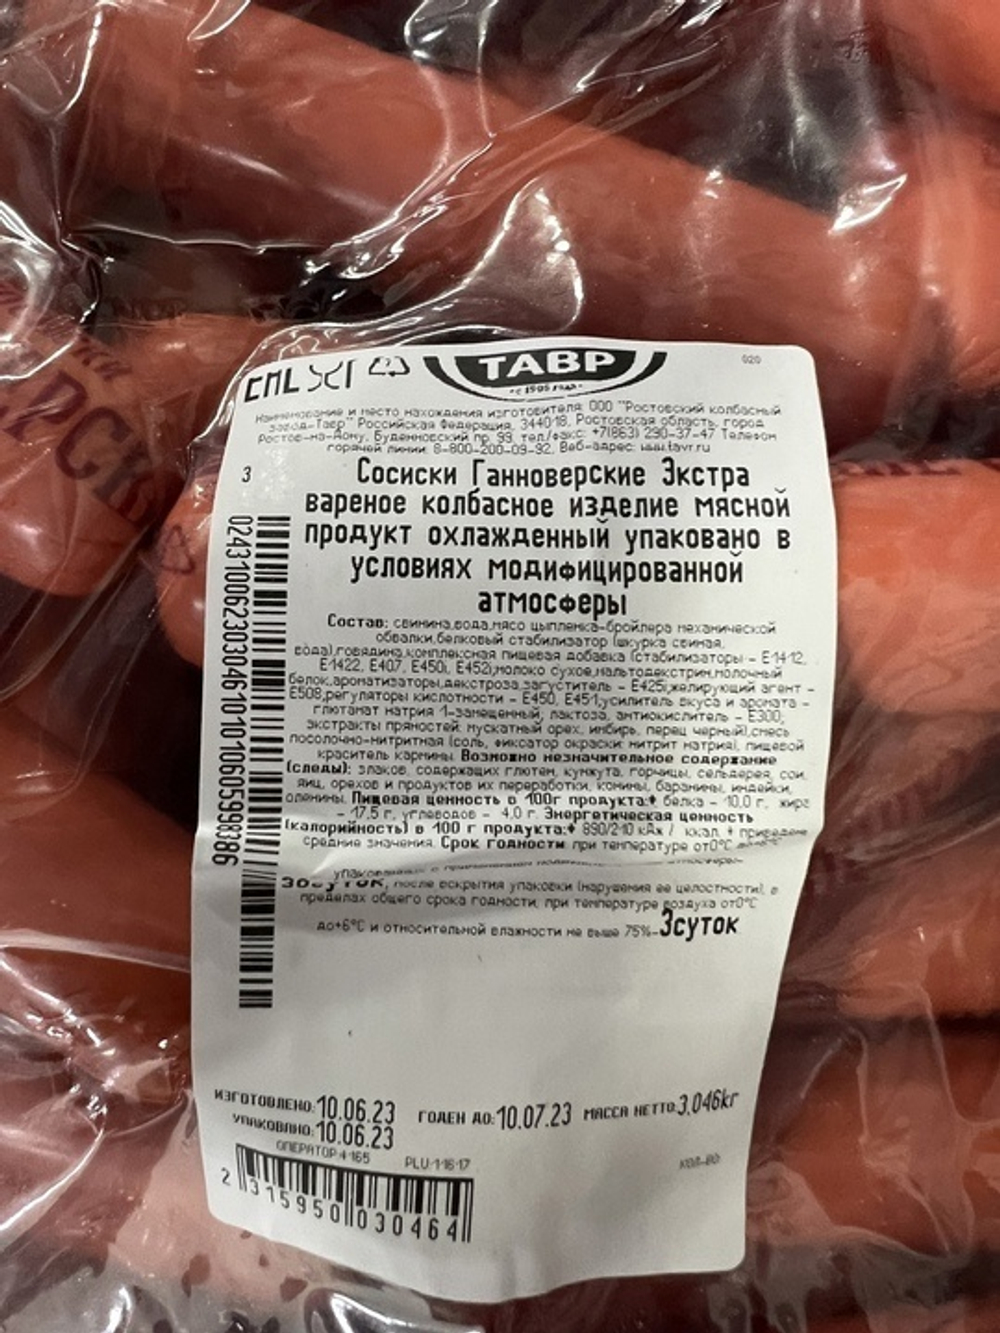 EAC
ТАВР
с 1995 года
020
Наименование и место нахождения изготовителя: ООО "Ростовский колбасный
завод-Тавр" Российская Федерация, 344018, Ростовская область, город
Ростов-на-Дону, Буденновский пр. 99, тел/факс: +7(863) 290-37-47 Телефон
горячей линии: 8-800-200-09-92, Веб-адрес: www.tavr.ru
3
Сосиски Ганноверские Экстра
вареное колбасное изделие мясной
продукт охлажденный упаковано в
условиях модифицированной
атмосферы
Состав: свинина,вода,мясо цыпленка-бройлера механической
обвалки,белковый стабилизатор (шкурка свиная,
вода),говядина,комплексная пищевая добавка (стабилизаторы – Е1412,
Е1422, Е407, Е450i, Е452i,молоко сухое,мальтодекстрин,молочный
белок,ароматизаторы,декстроза,загуститель – Е425i,желирующий агент –
Е508,регуляторы кислотности – Е450, Е451,усилитель вкуса и аромата –
глютамат натрия 1-замещенный, лактоза, антиокислитель – Е300,
экстракты пряностей: мускатный орех, имбирь, перец черный),смесь
посолочно-нитритная (соль, фиксатор окраски: нитрит натрия), пищевой
краситель кармины. Возможно незначительное содержание
(следы): злаков, содержащих глютен, кунжута, горчицы, сельдерея, сои,
яиц, орехов и продуктов их переработки, конины, баранины, индейки,
оленины. Пищевая ценность в 100г продукта:* белка – 10,0 г, жира
– 17,5 г, углеводов – 4,0 г. Энергетическая ценность
(калорийность) в 100 г продукта:* 890/210 кДж / ккал. * приведены
средние значения. Срок годности при температуре от0°С
упакованных с применением
30суток, после вскрытия упаковки (нарушения ее целостности), в
пределах общего срока годности, при температуре воздуха от0°С
до+6°С и относительной влажности не выше 75%-3суток
ИЗГОТОВЛЕНО:10.06.23 ГОДЕН ДО:10.07.23 МАССА НЕТТО:3,046kг
УПАКОВАНО:10.06.23
ОПЕРАТОР:4165 PLU:11617 КОЛ-ВО:
2 315950 030464